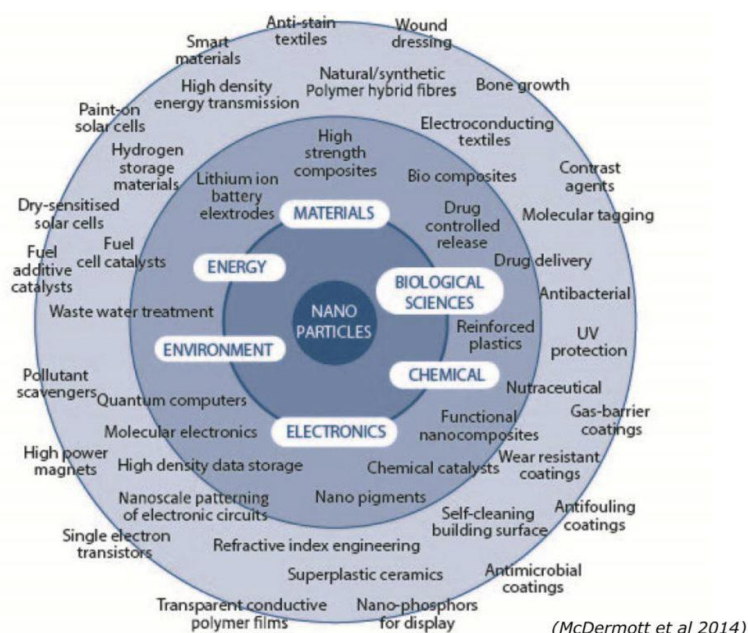 Anti-stain
textiles
Wound
dressing
Smart
materials
Natural/synthetic
Polymer hybrid fibres
High density
energy transmission
Bone growth
Paint-on
solar cells
Electroconducting
textiles
High
strength
composites
Hydrogen
storage
materials
Lithium ion
battery
elextrodes
Bio composites
Contrast
agents
Dry-sensitised
solar cells
MATERIALS
Drug
controlled
release
Molecular tagging
Fuel
additive
catalysts
Fuel
cell catalysts
ENERGY
Drug delivery
BIOLOGICAL
SCIENCES
Antibacterial
Waste water treatment
NANO
PARTICLES
Reinforced
plastics
UV
protection
ENVIRONMENT
CHEMICAL
Pollutant
scavengers
Nutraceutical
Quantum computers
Gas-barrier
coatings
Functional
nanocomposites
Molecular electronics
ELECTRONICS
High power
magnets
High density data storage
Chemical catalysts
Wear resistant
coatings
Nanoscale patterning
of electronic circuits
Nano pigments
Self-cleaning
building surface
Antifouling
coatings
Single electron
transistors
Refractive index engineering
Superplastic ceramics
Antimicrobial
coatings
Transparent conductive
polymer films
Nano-phosphors
for display
(McDermott et al 2014)